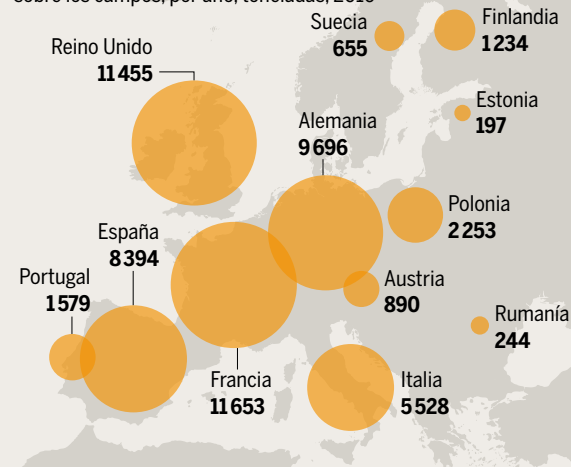 Suecia
655
Finlandia
1 234
Reino Unido
11 455
Estonia
197
Alemania
9 696
Polonia
2 253
España
8 394
Portugal
1 579
Austria
890
Rumanía
244
Francia
11 653
Italia
5 528